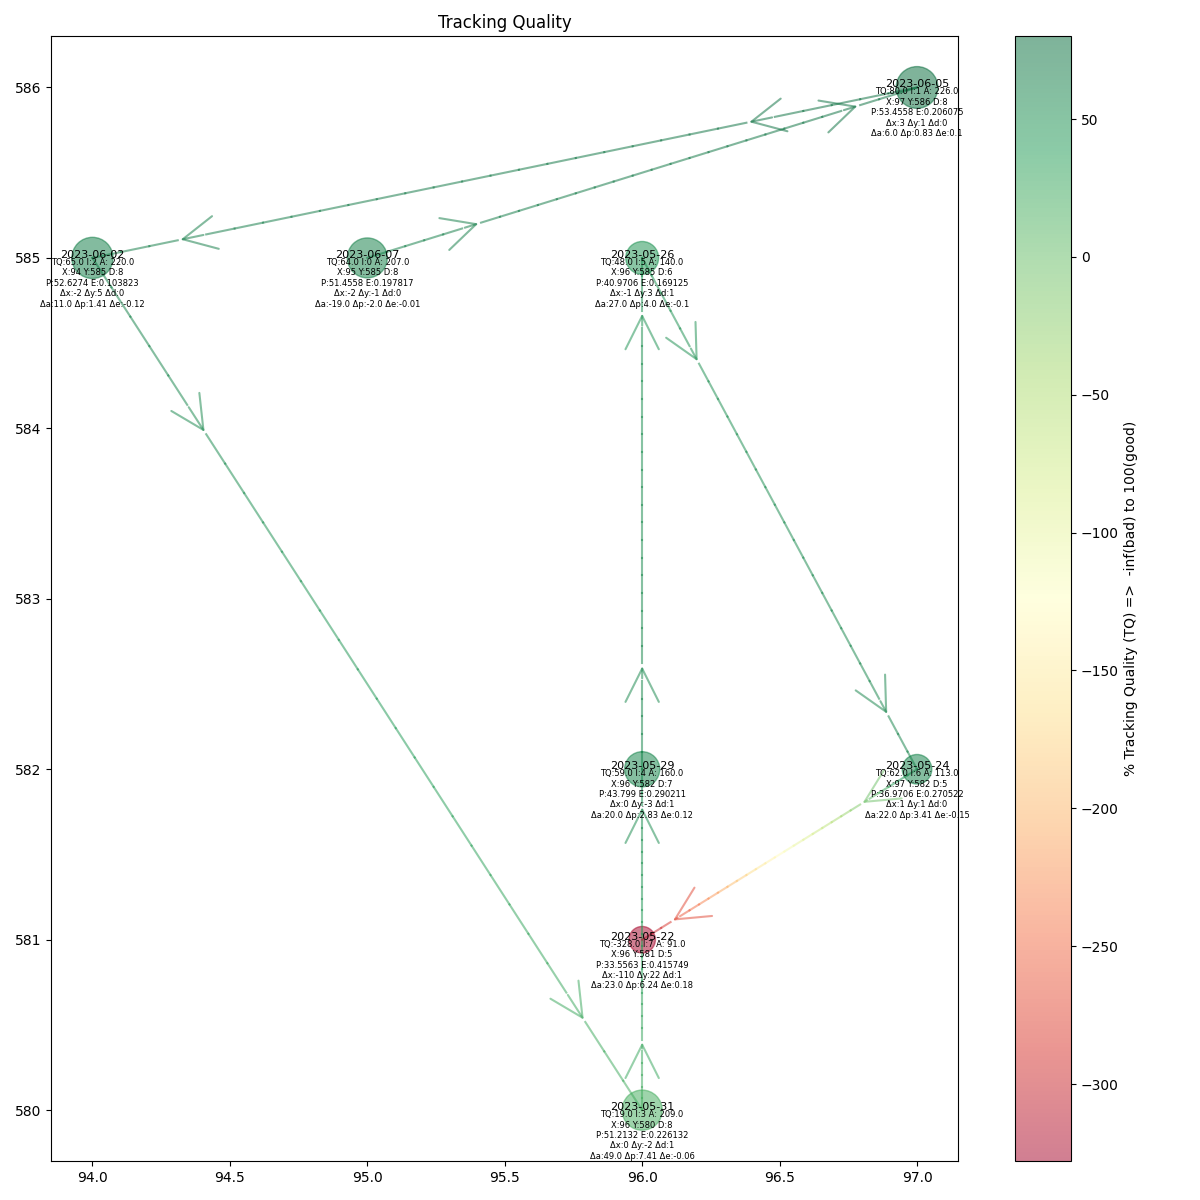 Tracking Quality
586
585
584
583
582
581
580
2023-06-05
TQ:80.0 I:1 A: 226.0
X:97 Y:586 D:8
P:53.4558 E:0.206075
Δx:3 Δy:1 Δd:0
Δa:6.0 Δp:0.83 Δe:0.1
2023-06-02
TQ:65.0 I:2 A: 220.0
X:94 Y:585 D:8
P:52.6274 E:0.103823
Δx:-2 Δy:5 Δd:0
Δa:11.0 Δp:1.41 Δe:-0.12
2023-06-07
TQ:64.0 I:0 A: 207.0
X:95 Y:585 D:8
P:51.4558 E:0.197817
Δx:-2 Δy:-1 Δd:0
Δa:-19.0 Δp:-2.0 Δe:-0.01
2023-05-26
TQ:48.0 I:5 A: 140.0
X:96 Y:585 D:6
P:40.9706 E:0.169125
Δx:-1 Δy:3 Δd:1
Δa:27.0 Δp:4.0 Δe:-0.1
2023-05-29
TQ:59.0 I:4 A: 160.0
X:96 Y:582 D:7
P:43.799 E:0.290211
Δx:0 Δy:-3 Δd:1
Δa:20.0 Δp:2.83 Δe:0.12
2023-05-24
TQ:62.0 I:6 A: 113.0
X:97 Y:582 D:5
P:36.9706 E:0.270522
Δx:1 Δy:1 Δd:0
Δa:22.0 Δp:3.41 Δe:-0.15
2023-05-22
TQ:-328.0 I:7 A: 91.0
X:96 Y:581 D:5
P:33.5563 E:0.415749
Δx:-110 Δy:22 Δd:1
Δa:23.0 Δp:6.24 Δe:0.18
2023-05-31
TQ:19.0 I:3 A: 209.0
X:96 Y:580 D:8
P:51.2132 E:0.226132
Δx:0 Δy:-2 Δd:1
Δa:49.0 Δp:7.41 Δe:-0.06
94.0 94.5 95.0 95.5 96.0 96.5 97.0
50
0
−50
−100
−150
−200
−250
−300
% Tracking Quality (TQ) =>  -inf(bad) to 100(good)